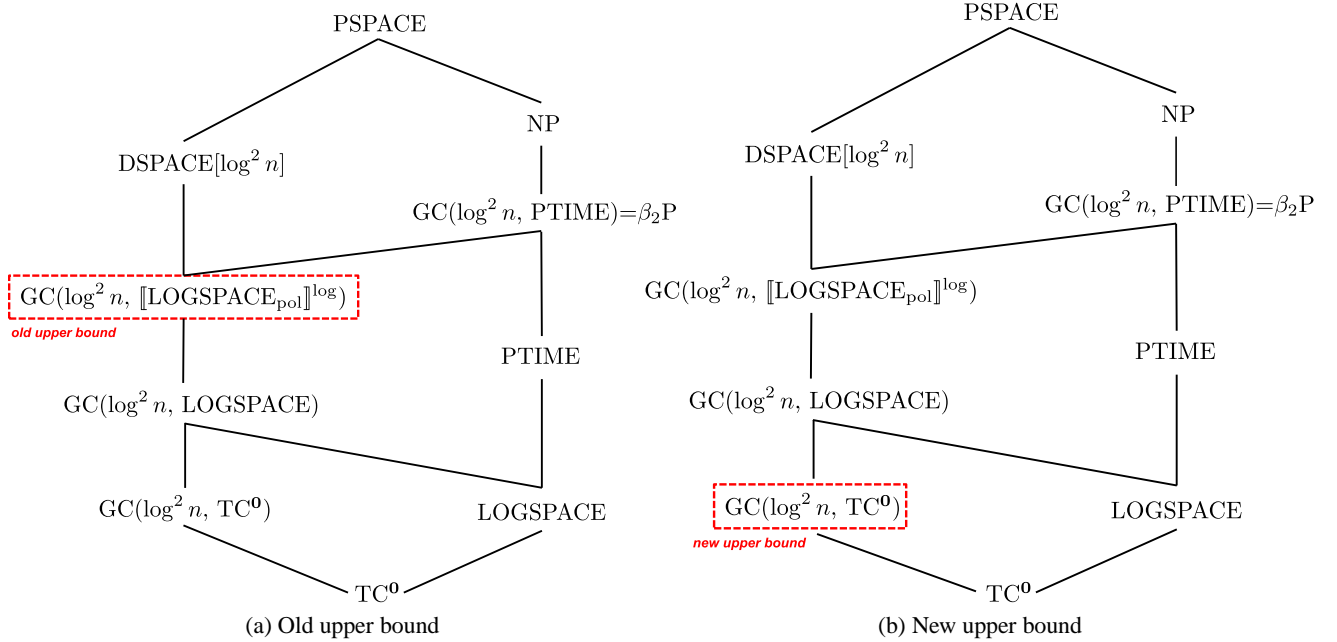 PSPACE
NP
DSPACE[log² n]
GC(log² n, PTIME)=β₂P
GC(log² n, ⟦LOGSPACEₚₒₗ⟧ˡᵒᵍ)
old upper bound
PTIME
GC(log² n, LOGSPACE)
GC(log² n, TC⁰)
LOGSPACE
TC⁰
(a) Old upper bound
PSPACE
NP
DSPACE[log² n]
GC(log² n, PTIME)=β₂P
GC(log² n, ⟦LOGSPACEₚₒₗ⟧ˡᵒᵍ)
PTIME
GC(log² n, LOGSPACE)
GC(log² n, TC⁰)
new upper bound
LOGSPACE
TC⁰
(b) New upper bound